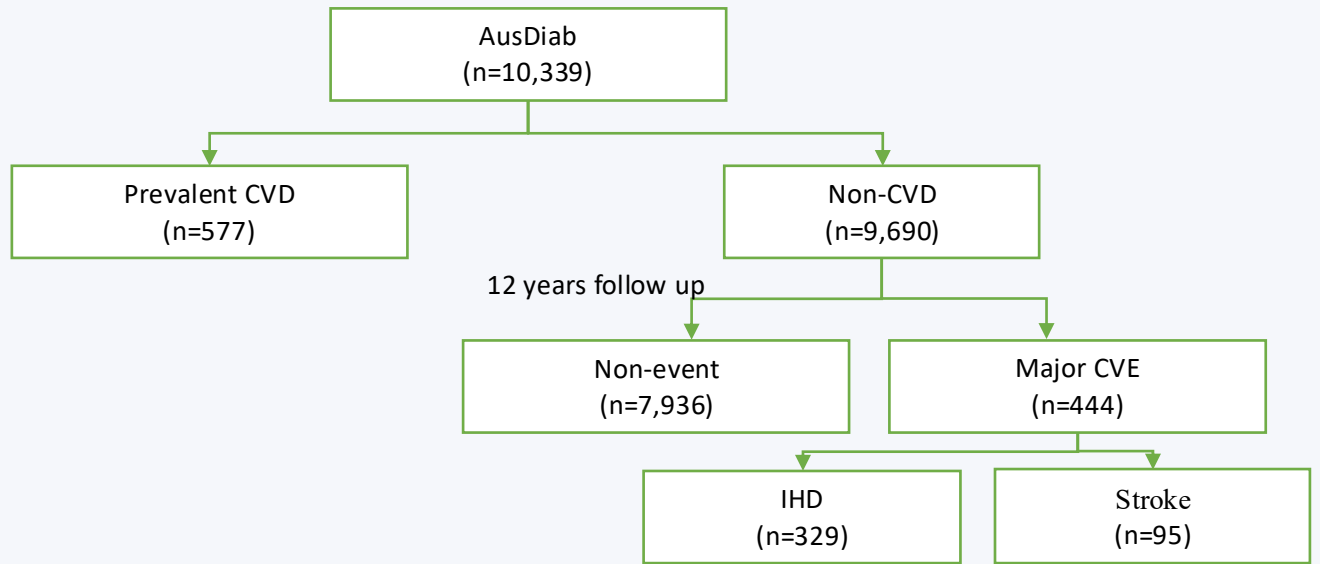 AusDiab
(n=10,339)
Prevalent CVD
(n=577)
Non-CVD
(n=9,690)
12 years follow up
Non-event
(n=7,936)
Major CVE
(n=444)
IHD
(n=329)
Stroke
(n=95)